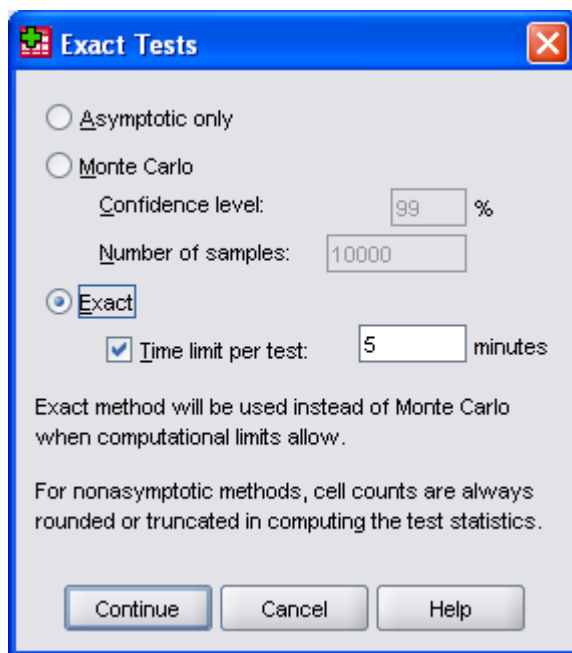 Exact Tests
Asymptotic only
Monte Carlo
Confidence level: 99 %
Number of samples: 10000
Exact
Time limit per test: 5 minutes
Exact method will be used instead of Monte Carlo
when computational limits allow.
For nonasymptotic methods, cell counts are always
rounded or truncated in computing the test statistics.
Continue Cancel Help